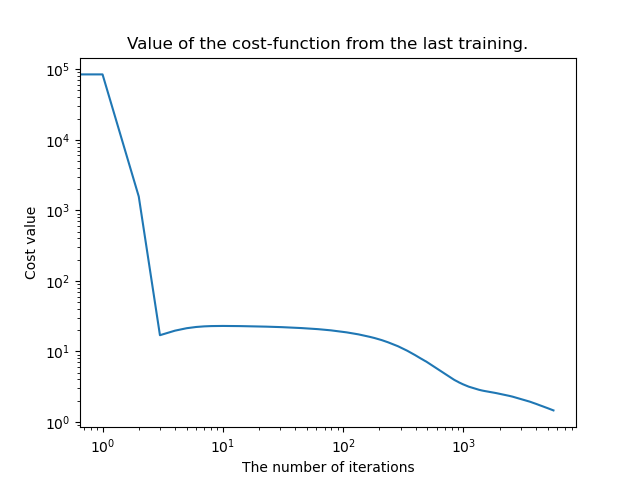 Value of the cost-function from the last training.
10^5
10^4
10^3
10^2
10^1
10^0
Cost value
10^0 10^1 10^2 10^3
The number of iterations